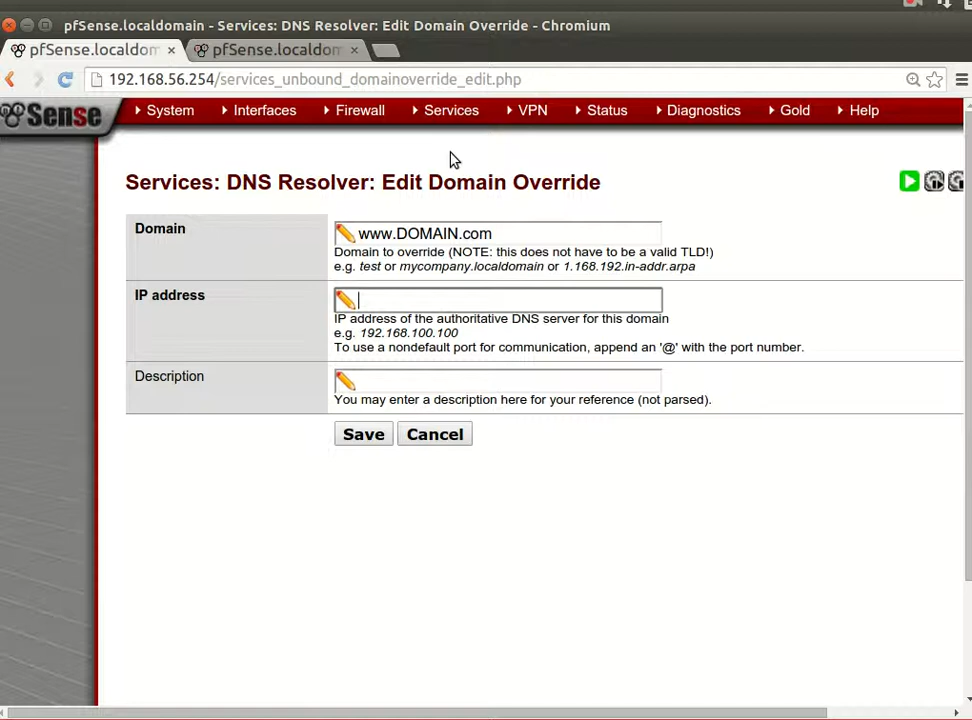 pfSense.localdomain - Services: DNS Resolver: Edit Domain Override - Chromium
pfSense.localdom × pfSense.localdom ×
192.168.56.254/services_unbound_domainoverride_edit.php
Sense System Interfaces Firewall Services VPN Status Diagnostics Gold Help
Services: DNS Resolver: Edit Domain Override
Domain
www.DOMAIN.com
Domain to override (NOTE: this does not have to be a valid TLD!)
e.g. test or mycompany.localdomain or 1.168.192.in-addr.arpa
IP address
IP address of the authoritative DNS server for this domain
e.g. 192.168.100.100
To use a nondefault port for communication, append an '@' with the port number.
Description
You may enter a description here for your reference (not parsed).
Save Cancel